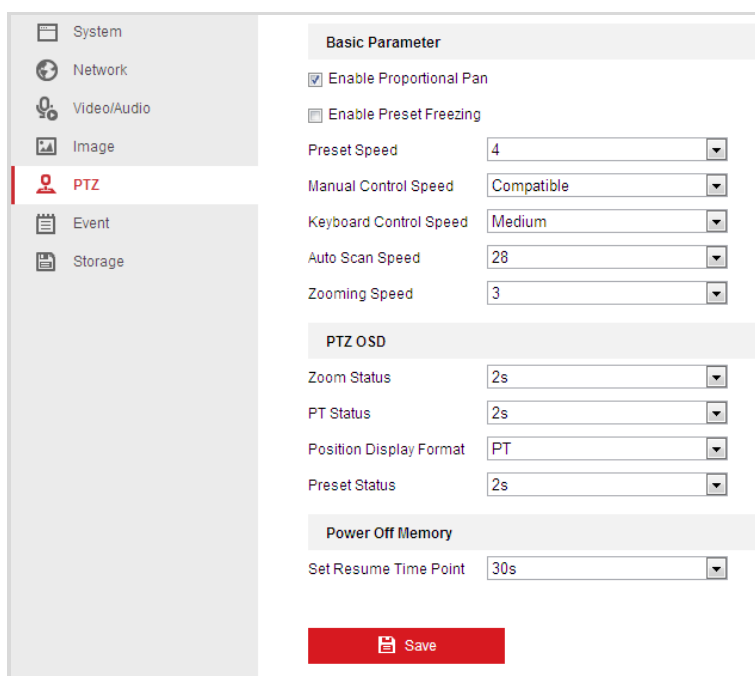 System
Network
Video/Audio
Image
PTZ
Event
Storage
Basic Parameter
Enable Proportional Pan
Enable Preset Freezing
Preset Speed 4
Manual Control Speed Compatible
Keyboard Control Speed Medium
Auto Scan Speed 28
Zooming Speed 3
PTZ OSD
Zoom Status 2s
PT Status 2s
Position Display Format PT
Preset Status 2s
Power Off Memory
Set Resume Time Point 30s
Save